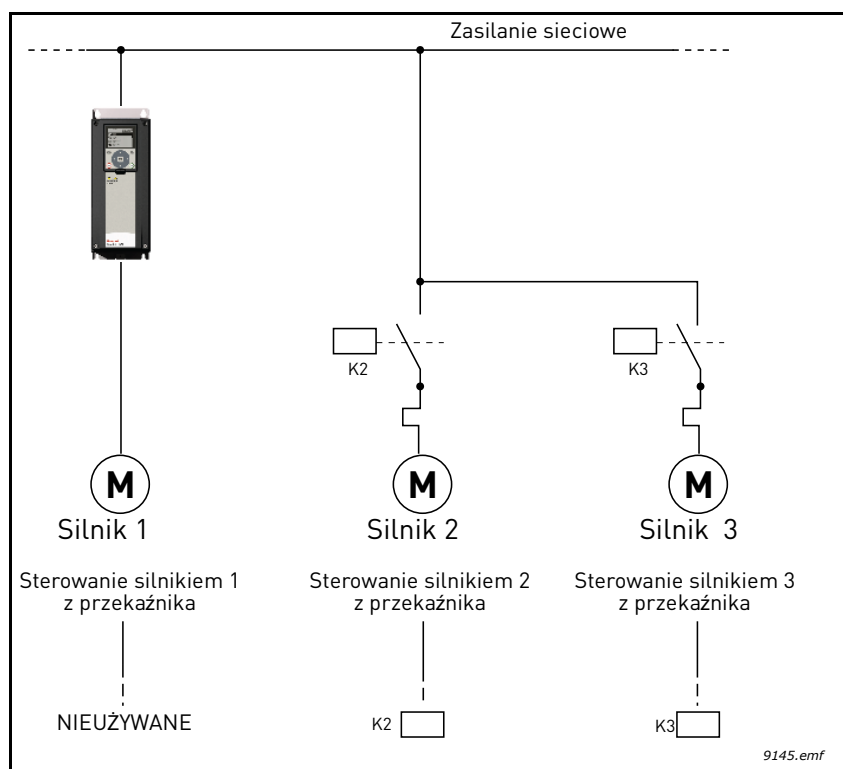 Zasilanie sieciowe
K2
K3
M
M
M
Silnik 1
Silnik 2
Silnik 3
Sterowanie silnikiem 1
z przekaźnika
Sterowanie silnikiem 2
z przekaźnika
Sterowanie silnikiem 3
z przekaźnika
NIEUŻYWANE
K2
K3
9145.emf